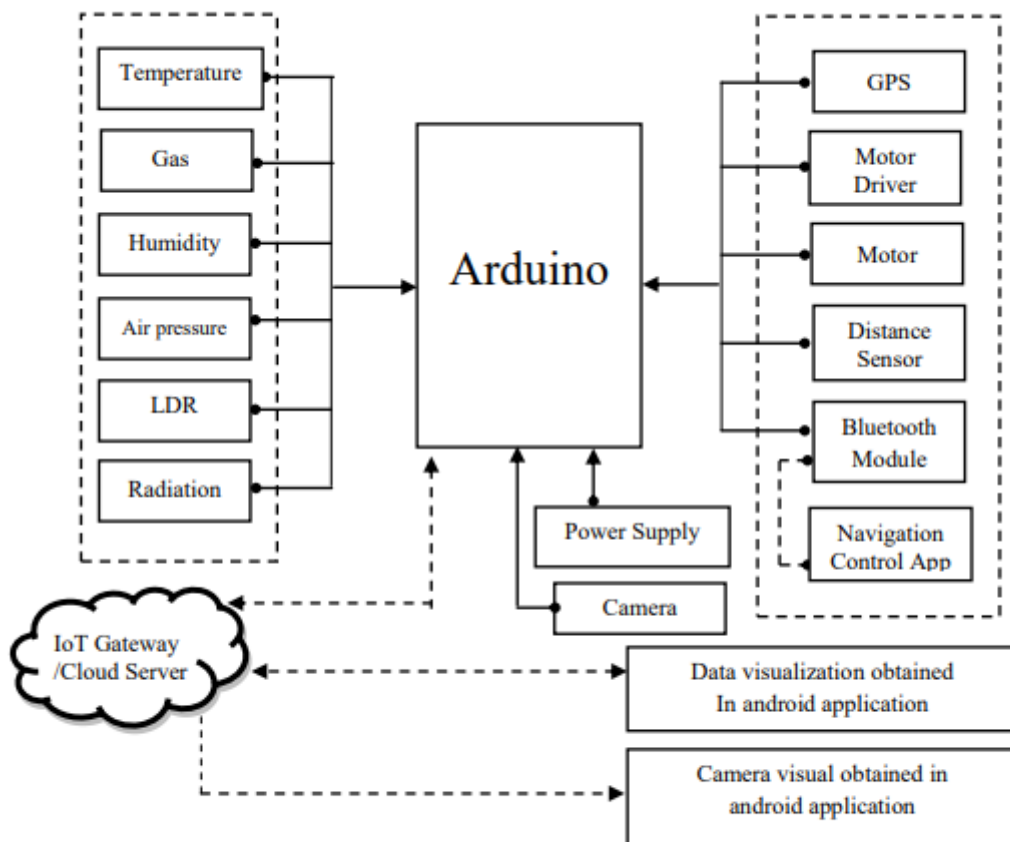 Temperature
Gas
Humidity
Air pressure
LDR
Radiation
Arduino
GPS
Motor
Driver
Motor
Distance
Sensor
Bluetooth
Module
Navigation
Control App
Power Supply
Camera
IoT Gateway
/Cloud Server
Data visualization obtained
In android application
Camera visual obtained in
android application